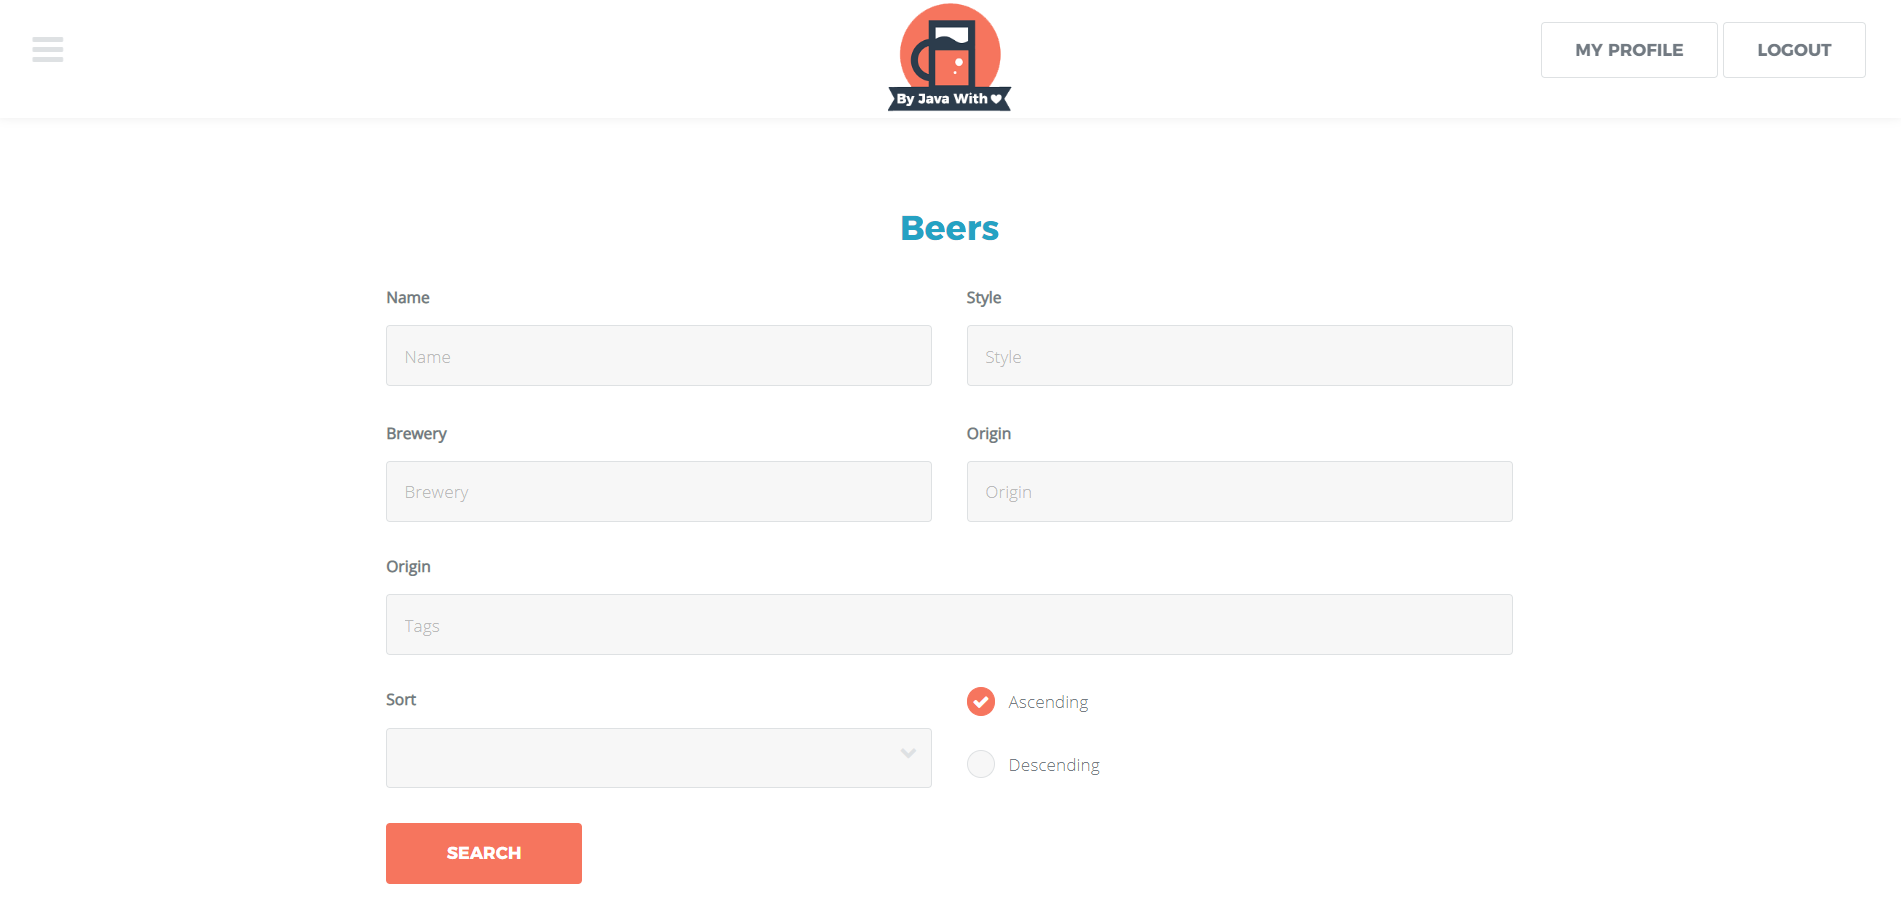 By Java With
MY PROFILE
LOGOUT
Beers
Name
Style
Name
Style
Brewery
Origin
Brewery
Origin
Origin
Tags
Sort
Ascending
Descending
SEARCH